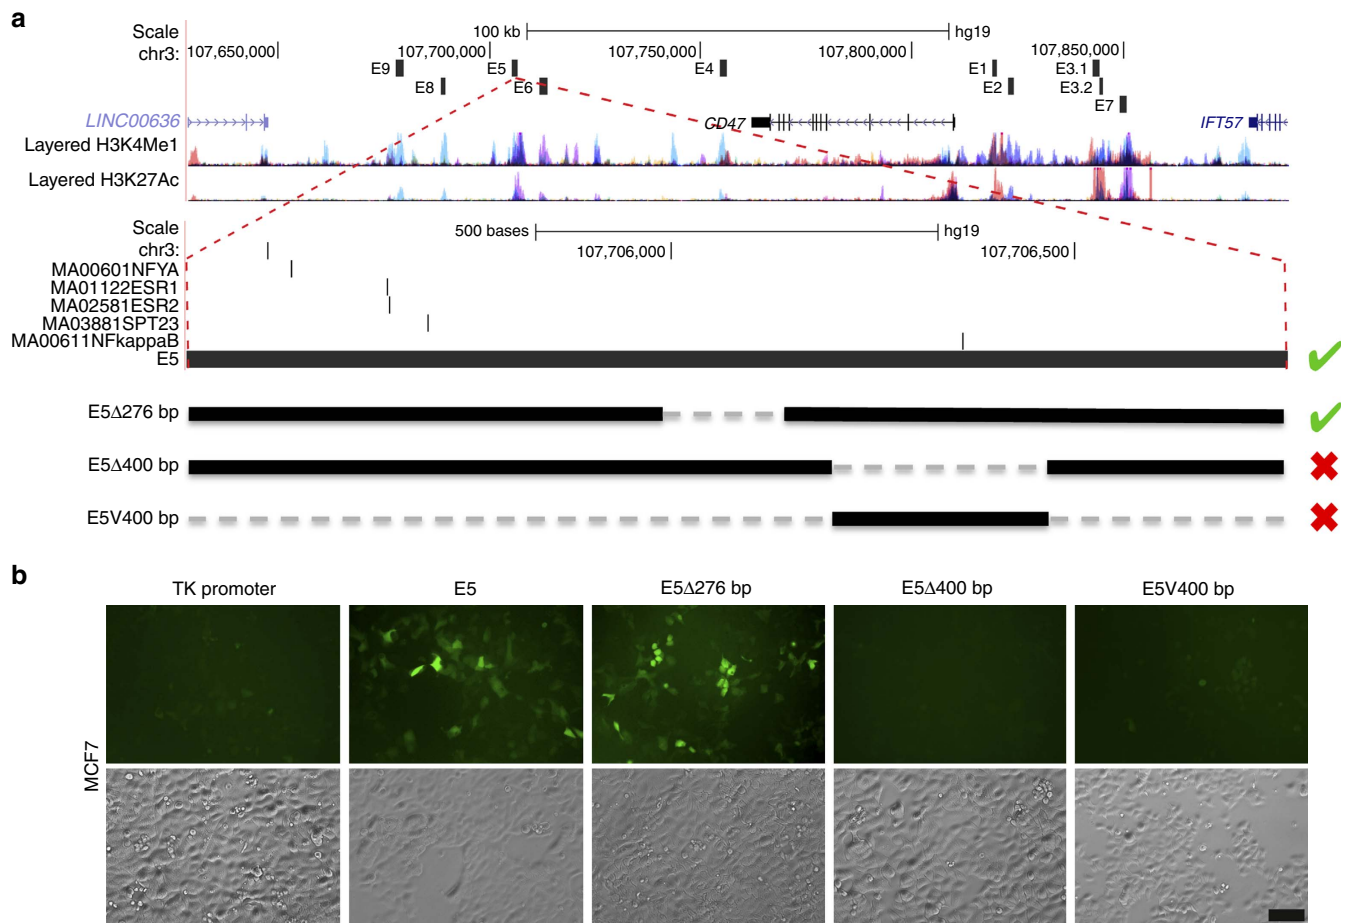 a
Scale 100 kb hg19
chr3: 107,650,000 107,700,000 107,750,000 107,800,000 107,850,000
E9 E5 E4 E1 E3.1
E8 E6 E2 E3.2
E7
LINC00636 CD47 IFT57
Layered H3K4Me1
Layered H3K27Ac
Scale 500 bases hg19
chr3: 107,706,000 107,706,500
MA00601NFYA
MA01122ESR1
MA02581ESR2
MA03881SPT23
MA00611NFkappaB
E5
E5Δ276 bp
E5Δ400 bp
E5V400 bp
b
TK promoter E5 E5Δ276 bp E5Δ400 bp E5V400 bp
MCF7